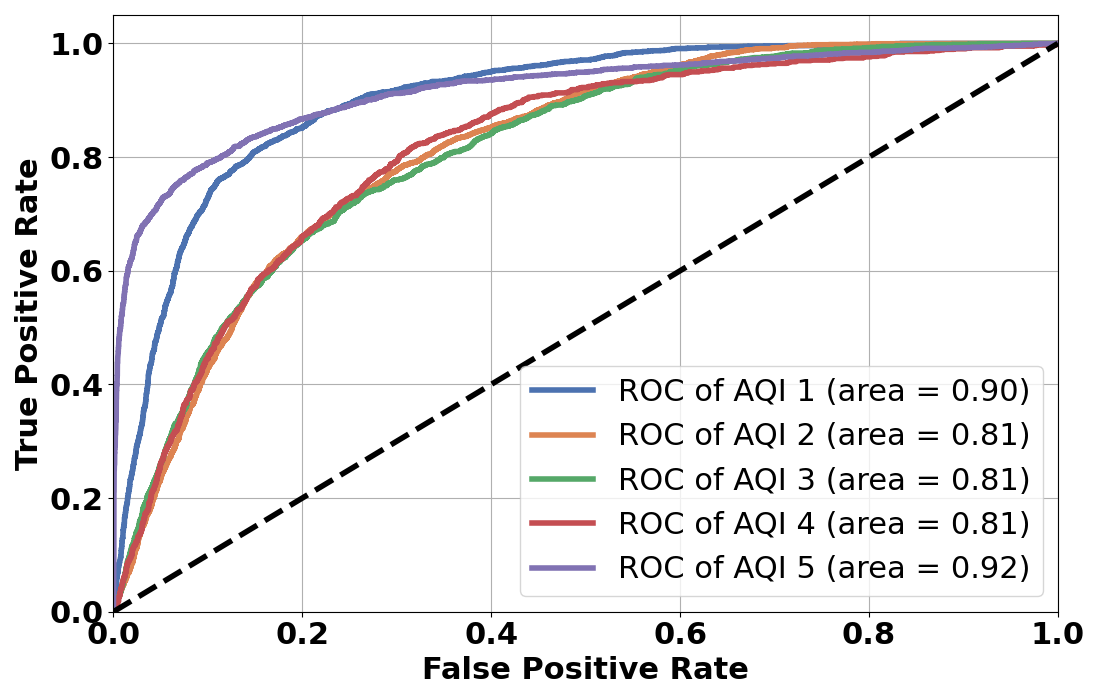 True Positive Rate
1.0
0.8
0.6
0.4
0.2
0.0
ROC of AQI 1 (area = 0.90)
ROC of AQI 2 (area = 0.81)
ROC of AQI 3 (area = 0.81)
ROC of AQI 4 (area = 0.81)
ROC of AQI 5 (area = 0.92)
0.0 0.2 0.4 0.6 0.8 1.0
False Positive Rate